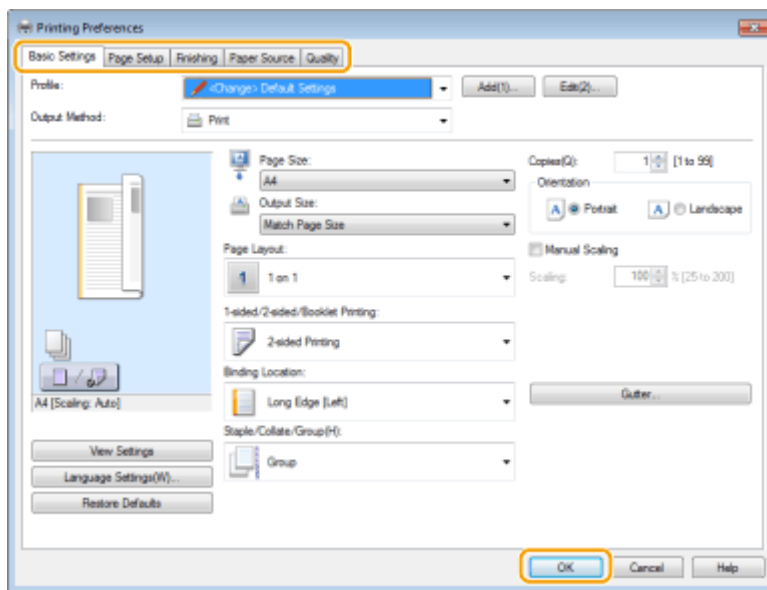 Printing Preferences
Basic Settings Page Setup Finishing Paper Source Quality
Profile: <Change> Default Settings Add(1)... Edit(2)...
Output Method: Print
Page Size: Copies(Q): 1 [1 to 99]
A4 Orientation
Output Size: A Portrait A Landscape
Match Page Size
Page Layout: Manual Scaling
1 1 on 1 Scaling: 100 % [25 to 200]
1-sided/2-sided/Booklet Printing:
2-sided Printing
Binding Location:
Long Edge [Left] Gutter...
A4 [Scaling: Auto]
Staple/Collate/Group(H):
Group
View Settings
Language Settings(W)...
Restore Defaults
OK Cancel Help